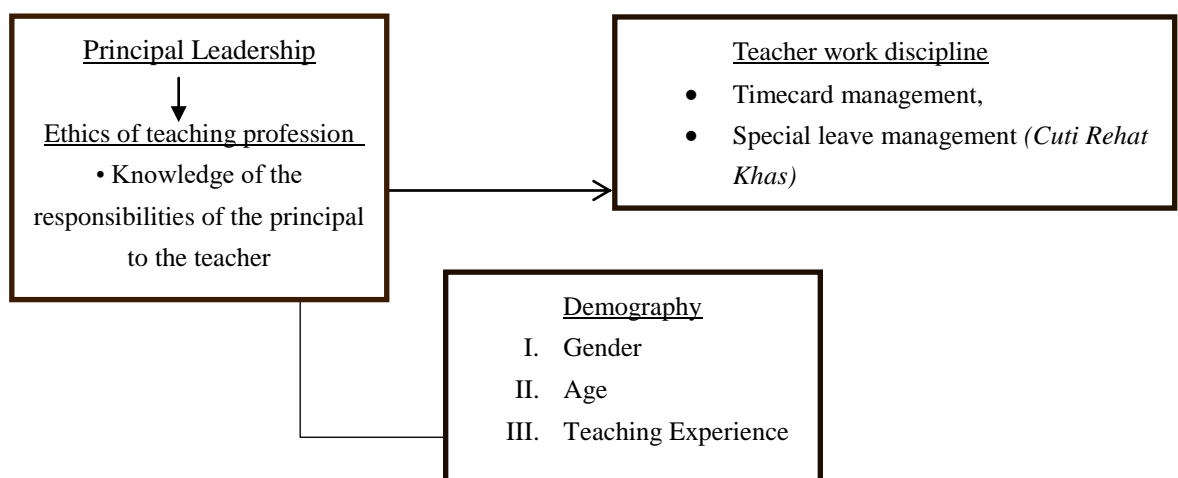 Principal Leadership
Ethics of teaching profession
• Knowledge of the
responsibilities of the principal
to the teacher
Teacher work discipline
• Timecard management,
• Special leave management (Cuti Rehat
Khas)
Demography
I. Gender
II. Age
III. Teaching Experience